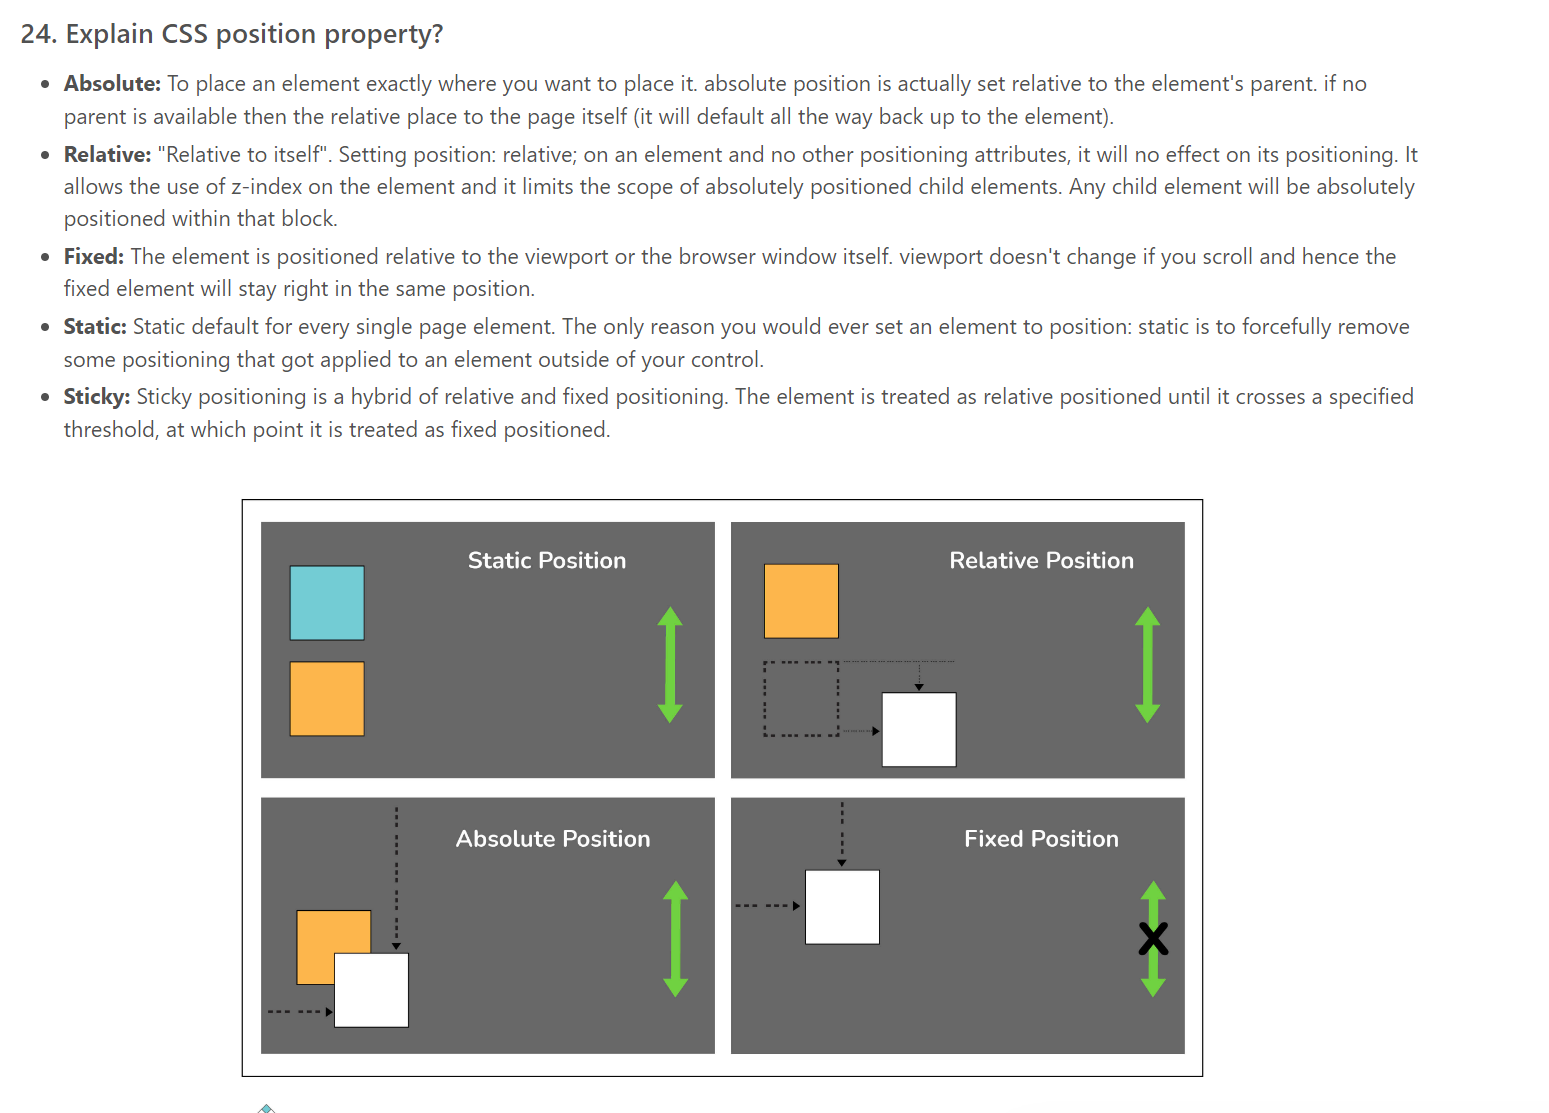 24. Explain CSS position property?
Absolute: To place an element exactly where you want to place it. absolute position is actually set relative to the element's parent. if no
parent is available then the relative place to the page itself (it will default all the way back up to the element).
Relative: "Relative to itself". Setting position: relative; on an element and no other positioning attributes, it will no effect on its positioning. It
allows the use of z-index on the element and it limits the scope of absolutely positioned child elements. Any child element will be absolutely
positioned within that block.
Fixed: The element is positioned relative to the viewport or the browser window itself. viewport doesn't change if you scroll and hence the
fixed element will stay right in the same position.
Static: Static default for every single page element. The only reason you would ever set an element to position: static is to forcefully remove
some positioning that got applied to an element outside of your control.
Sticky: Sticky positioning is a hybrid of relative and fixed positioning. The element is treated as relative positioned until it crosses a specified
threshold, at which point it is treated as fixed positioned.
Static Position
Relative Position
Absolute Position
Fixed Position